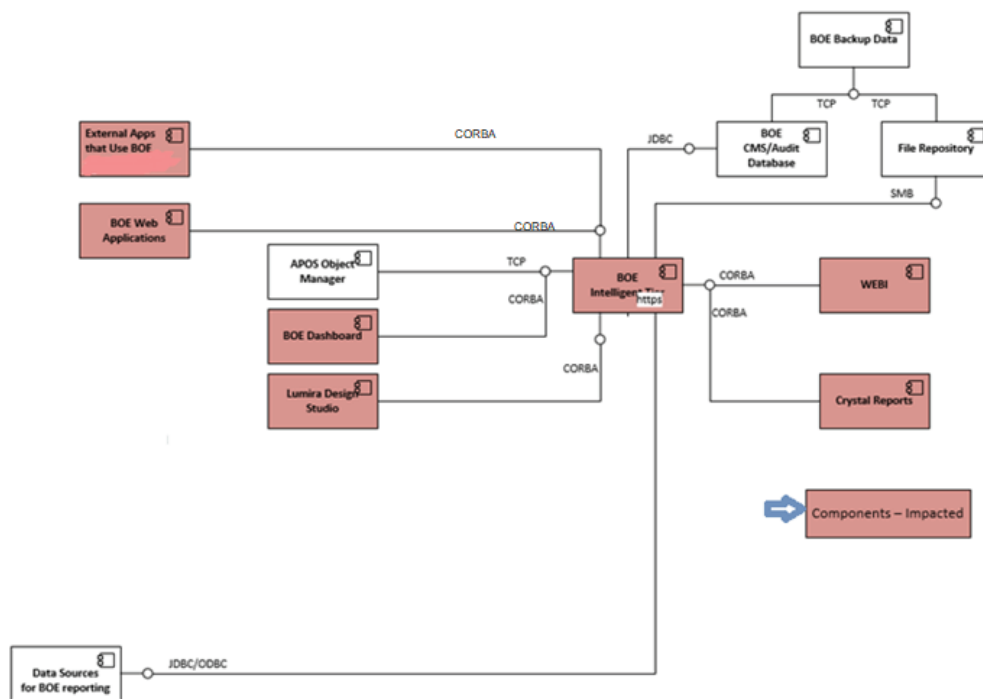 BOE Backup Data
TCP
TCP
External Apps
that Use BOE
CORBA
JDBC
BOE
CMS/Audit
Database
File Repository
SMB
BOE Web
Applications
CORBA
APOS Object
Manager
TCP
CORBA
BOE
Intelligent
https
CORBA
CORBA
WEBI
BOE Dashboard
Lumira Design
Studio
CORBA
Crystal Reports
Components – Impacted
Data Sources
for BOE reporting
JDBC/ODBC